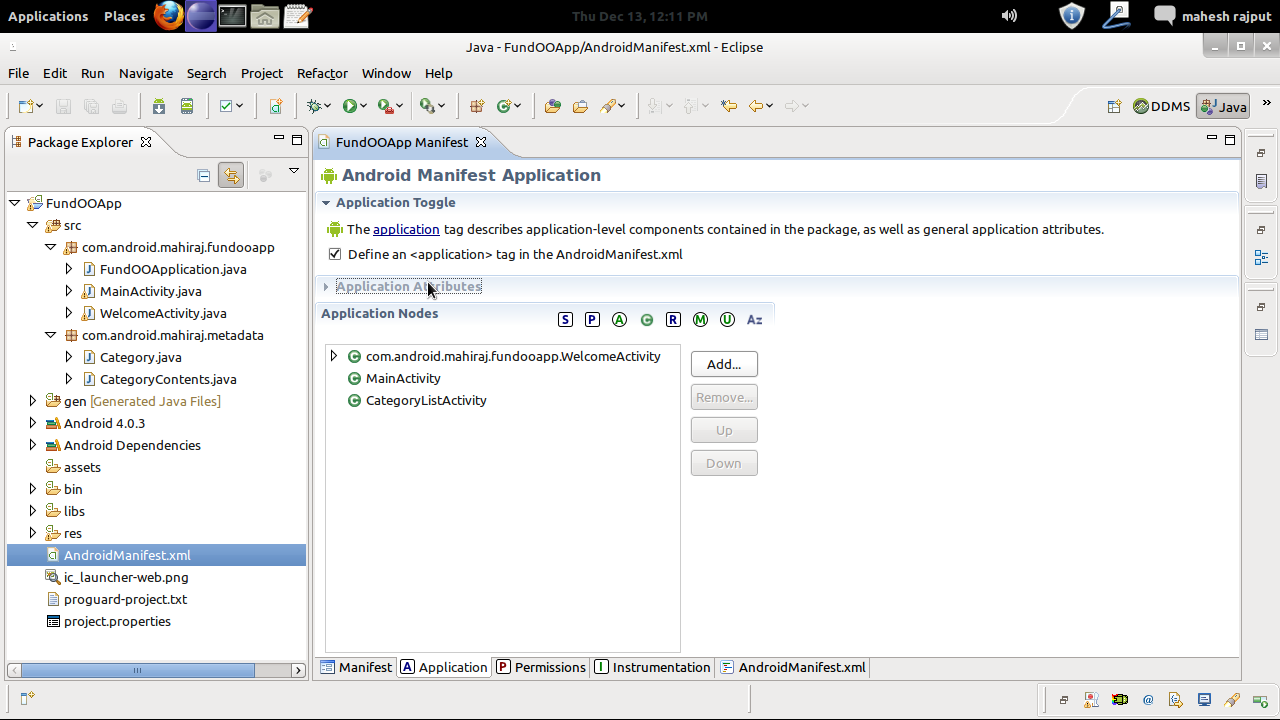 Applications Places Thu Dec 13, 12:11 PM mahesh rajput
Java - FundOOApp/AndroidManifest.xml - Eclipse
File Edit Run Navigate Search Project Refactor Window Help
DDMS Java »
Package Explorer
FundOOApp
src
com.android.mahiraj.fundooapp
FundOOApplication.java
MainActivity.java
WelcomeActivity.java
com.android.mahiraj.metadata
Category.java
CategoryContents.java
gen [Generated Java Files]
Android 4.0.3
Android Dependencies
assets
bin
libs
res
AndroidManifest.xml
ic_launcher-web.png
proguard-project.txt
project.properties
FundOOApp Manifest
Android Manifest Application
Application Toggle
The application tag describes application-level components contained in the package, as well as general application attributes.
Define an <application> tag in the AndroidManifest.xml
Application Attributes
Application Nodes
S P A C R M U Az
com.android.mahiraj.fundooapp.WelcomeActivity
MainActivity
CategoryListActivity
Add...
Remove...
Up
Down
Manifest A Application P Permissions I Instrumentation AndroidManifest.xml